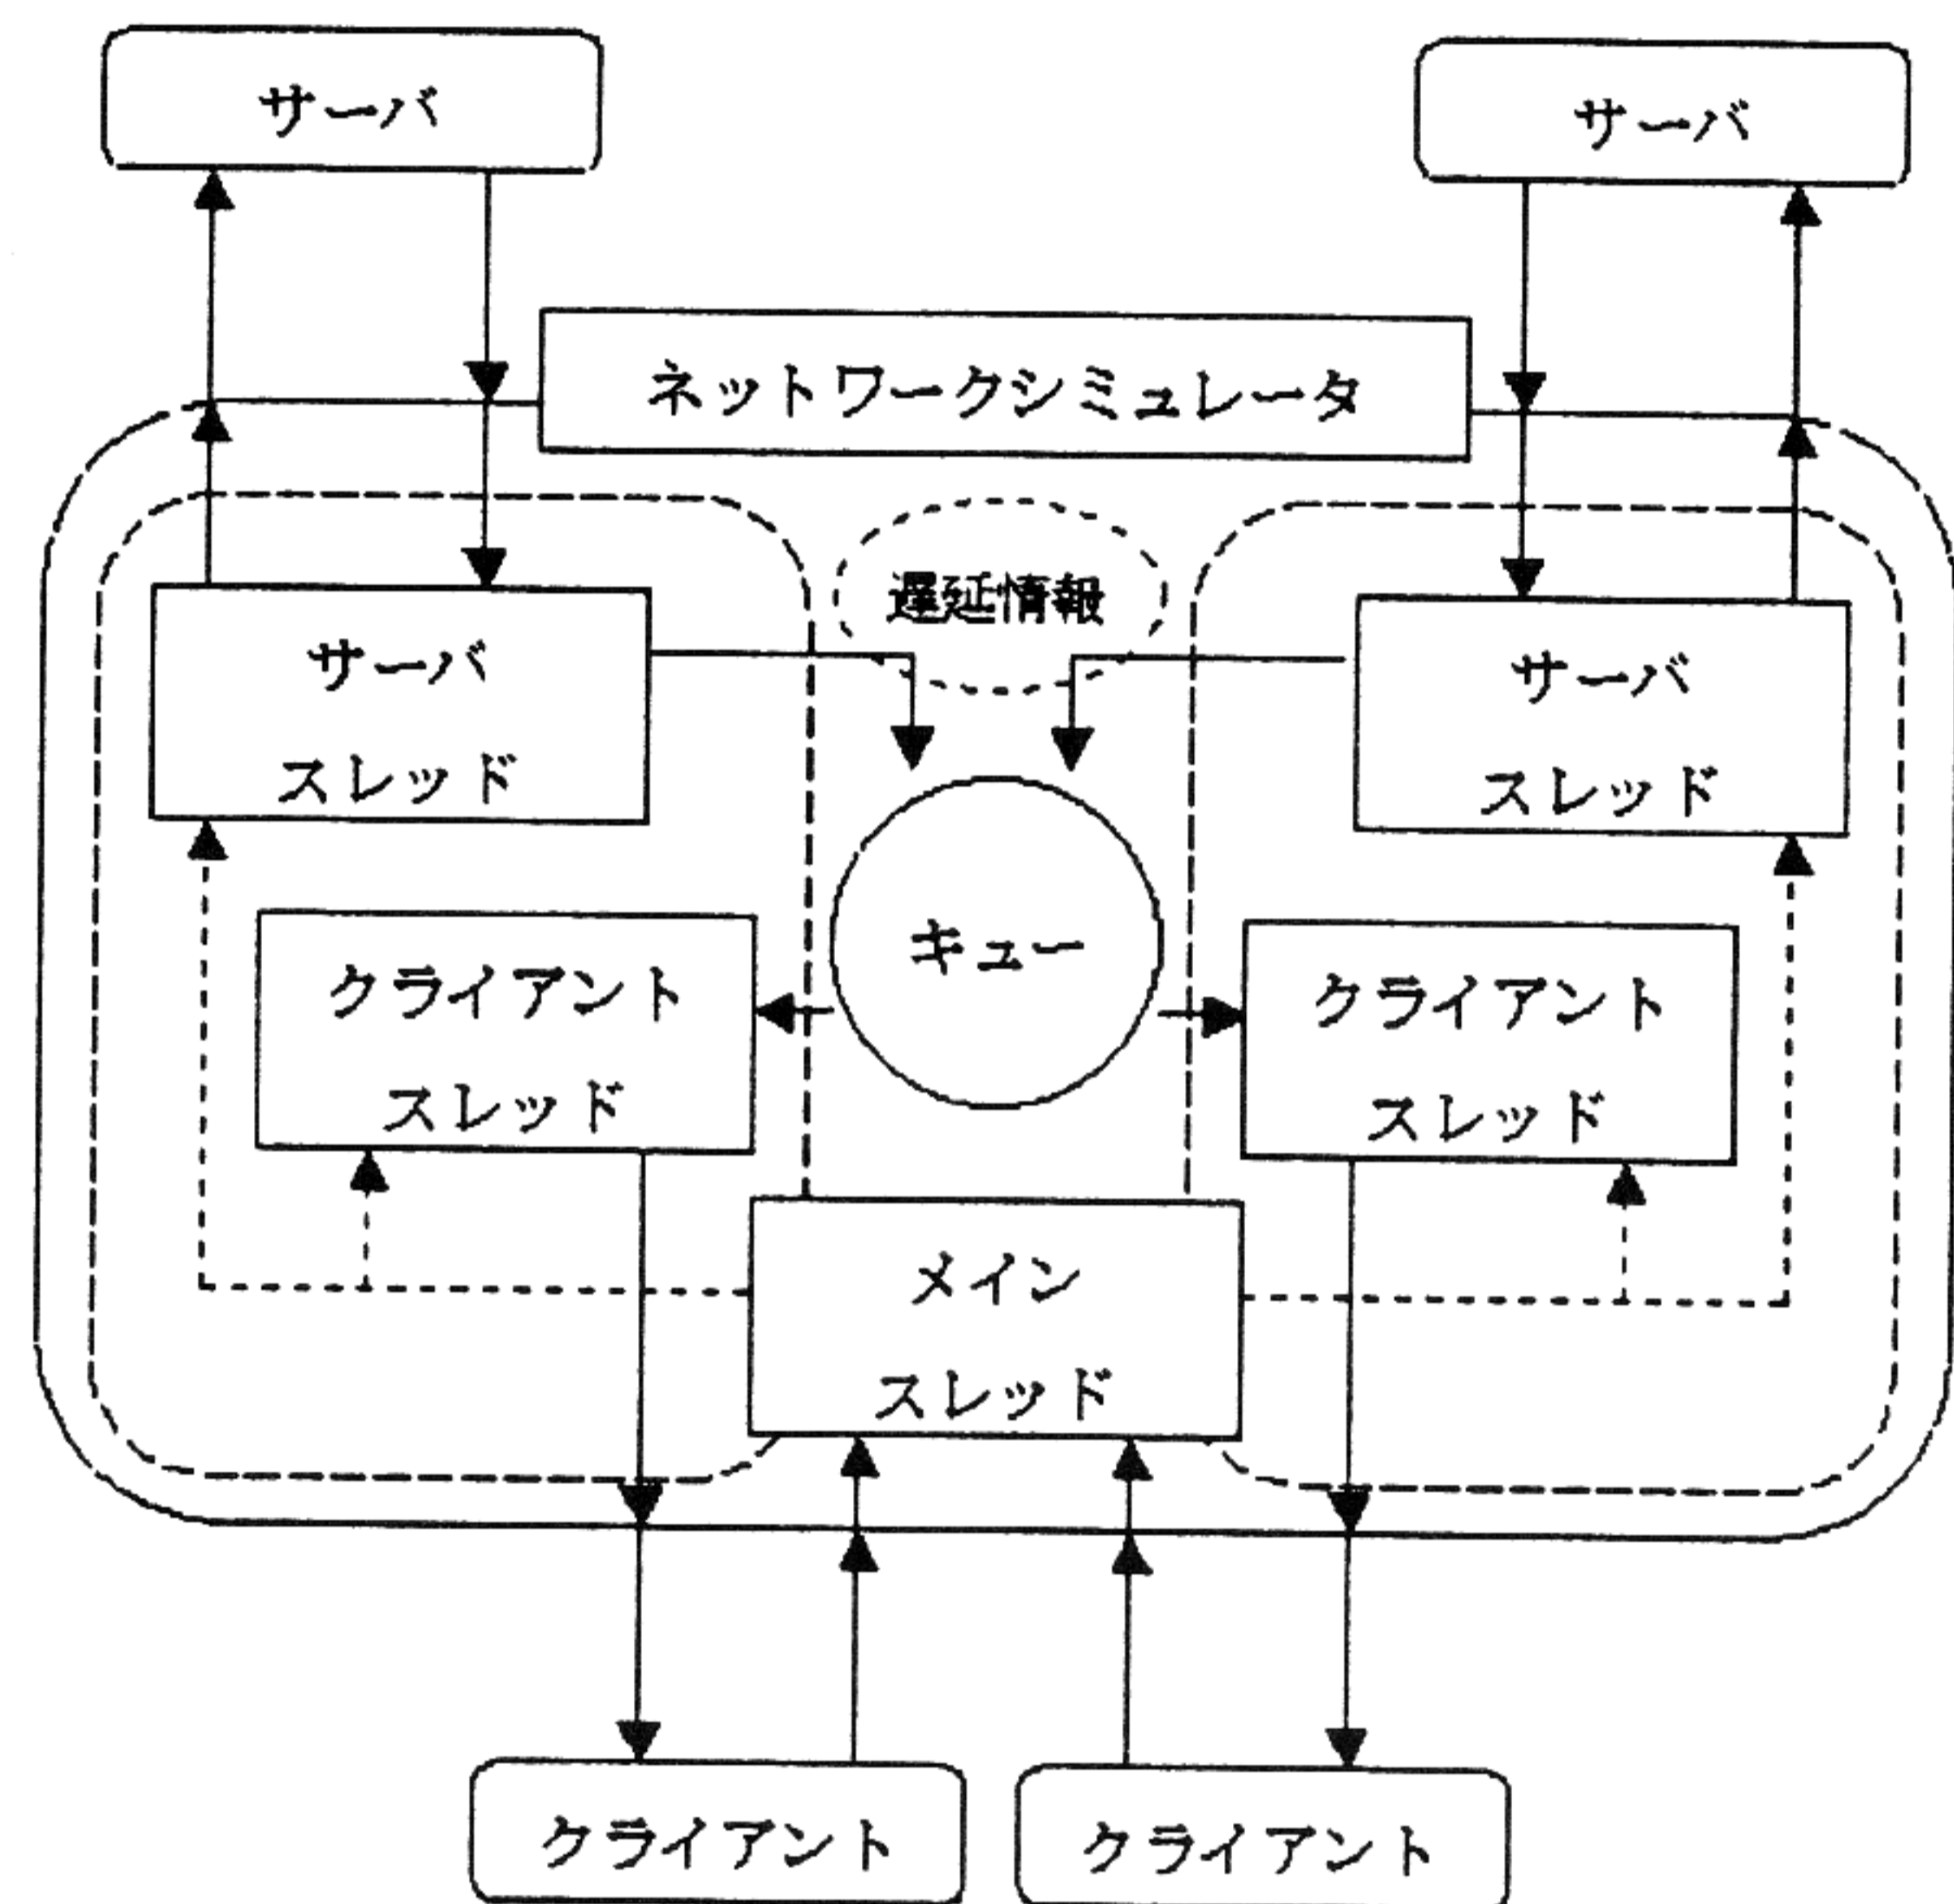 サーバ
サーバ
ネットワークシミュレータ
遅延情報
サーバ
スレッド
サーバ
スレッド
キュー
クライアント
スレッド
クライアント
スレッド
メイン
スレッド
クライアント
クライアント